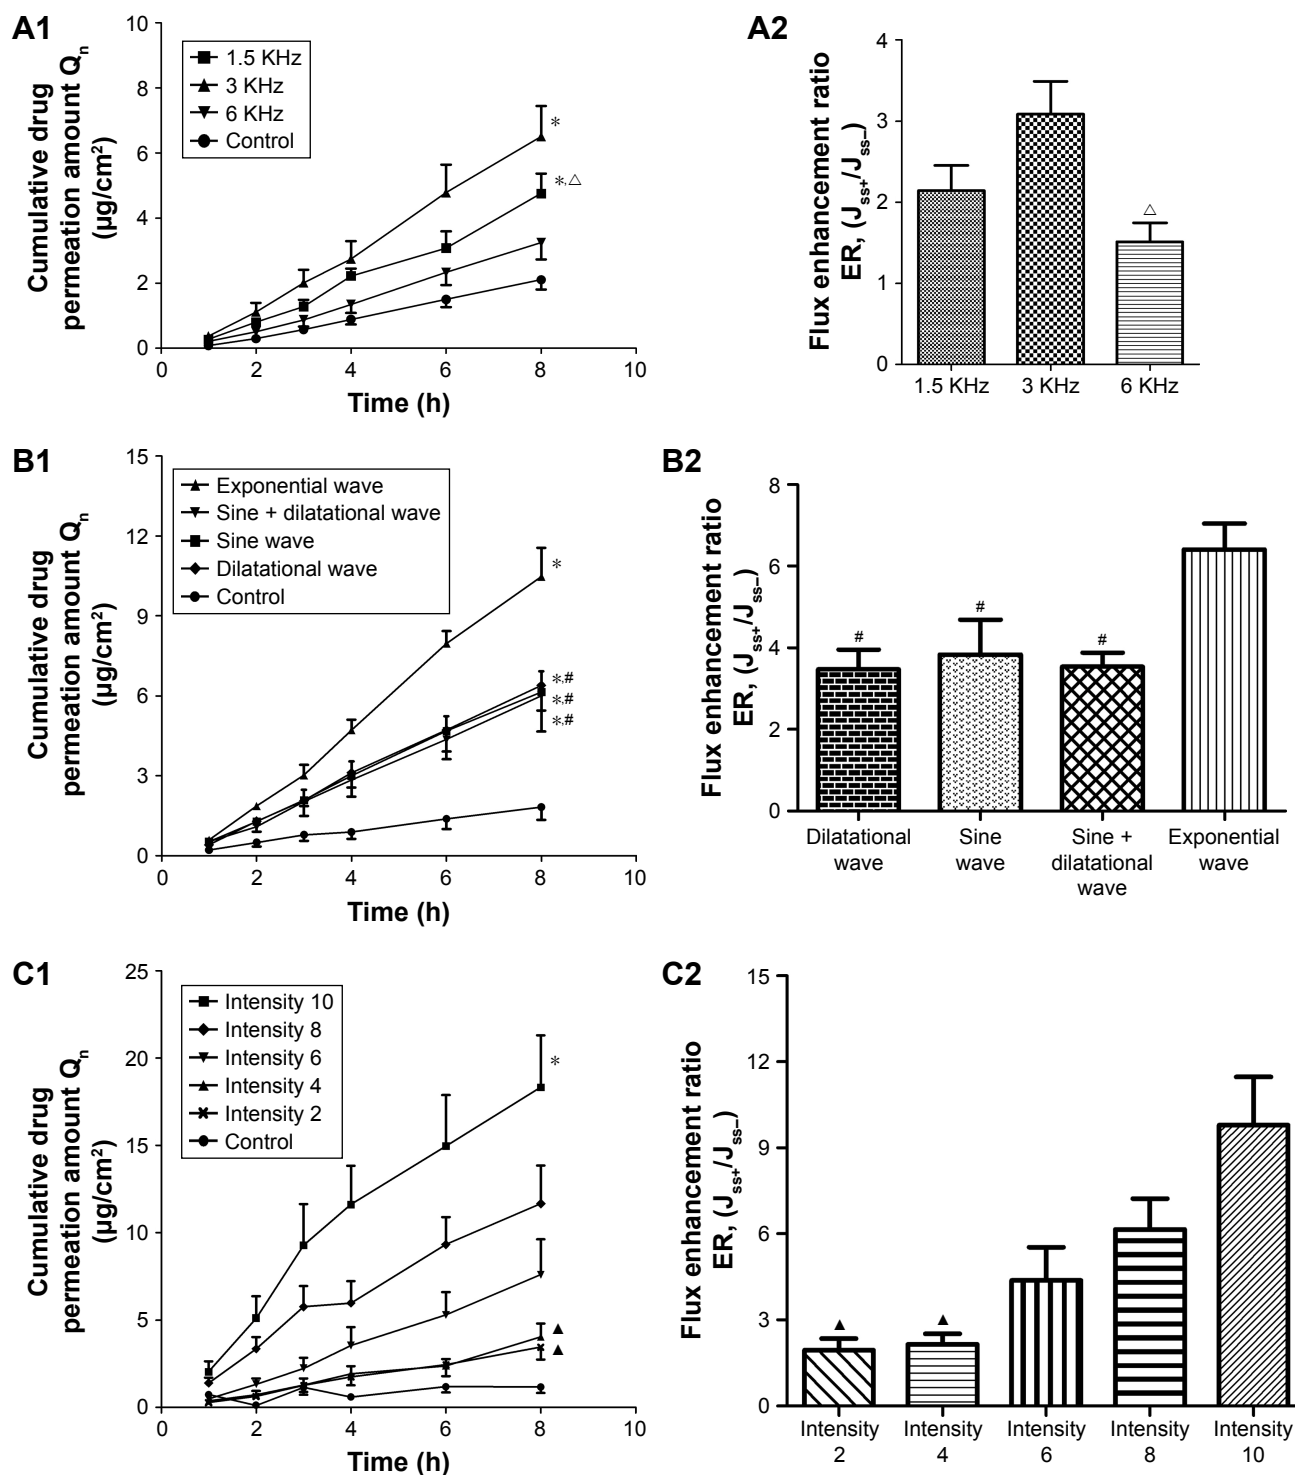 A1
Cumulative drug
permeation amount Qn
(µg/cm²)
10
8
6
4
2
0
1.5 KHz
3 KHz
6 KHz
Control
*
*,△
0 2 4 6 8 10
Time (h)
A2
Flux enhancement ratio
ER, (Jss+/Jss–)
4
3
2
1
0
△
1.5 KHz 3 KHz 6 KHz
B1
Cumulative drug
permeation amount Qn
(µg/cm²)
15
12
9
6
3
0
Exponential wave
Sine + dilatational wave
Sine wave
Dilatational wave
Control
*
*,#
*,#
*,#
0 2 4 6 8 10
Time (h)
B2
Flux enhancement ratio
ER, (Jss+/Jss–)
8
6
4
2
0
# # #
Dilatational
wave
Sine
wave
Sine +
dilatational
wave
Exponential
wave
C1
Cumulative drug
permeation amount Qn
(µg/cm²)
25
20
15
10
5
0
Intensity 10
Intensity 8
Intensity 6
Intensity 4
Intensity 2
Control
*
▲
▲
0 2 4 6 8 10
Time (h)
C2
Flux enhancement ratio
ER, (Jss+/Jss–)
15
12
9
6
3
0
▲ ▲
Intensity
2
Intensity
4
Intensity
6
Intensity
8
Intensity
10